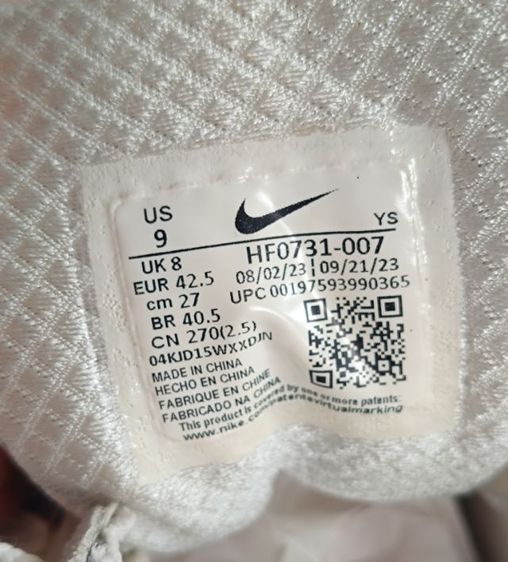 US
9
YS
UK 8
EUR 42.5
cm 27
BR 40.5
CN 270(2.5)
HF0731-007
08/02/23 | 09/21/23
UPC 00197593990365
04KJD15WXXDJN
MADE IN CHINA
HECHO EN CHINA
FABRIQUE EN CHINE
FABRICADO NA CHINA
This product is covered by one or more patents:
www.nike.com/patentevirtualmarking